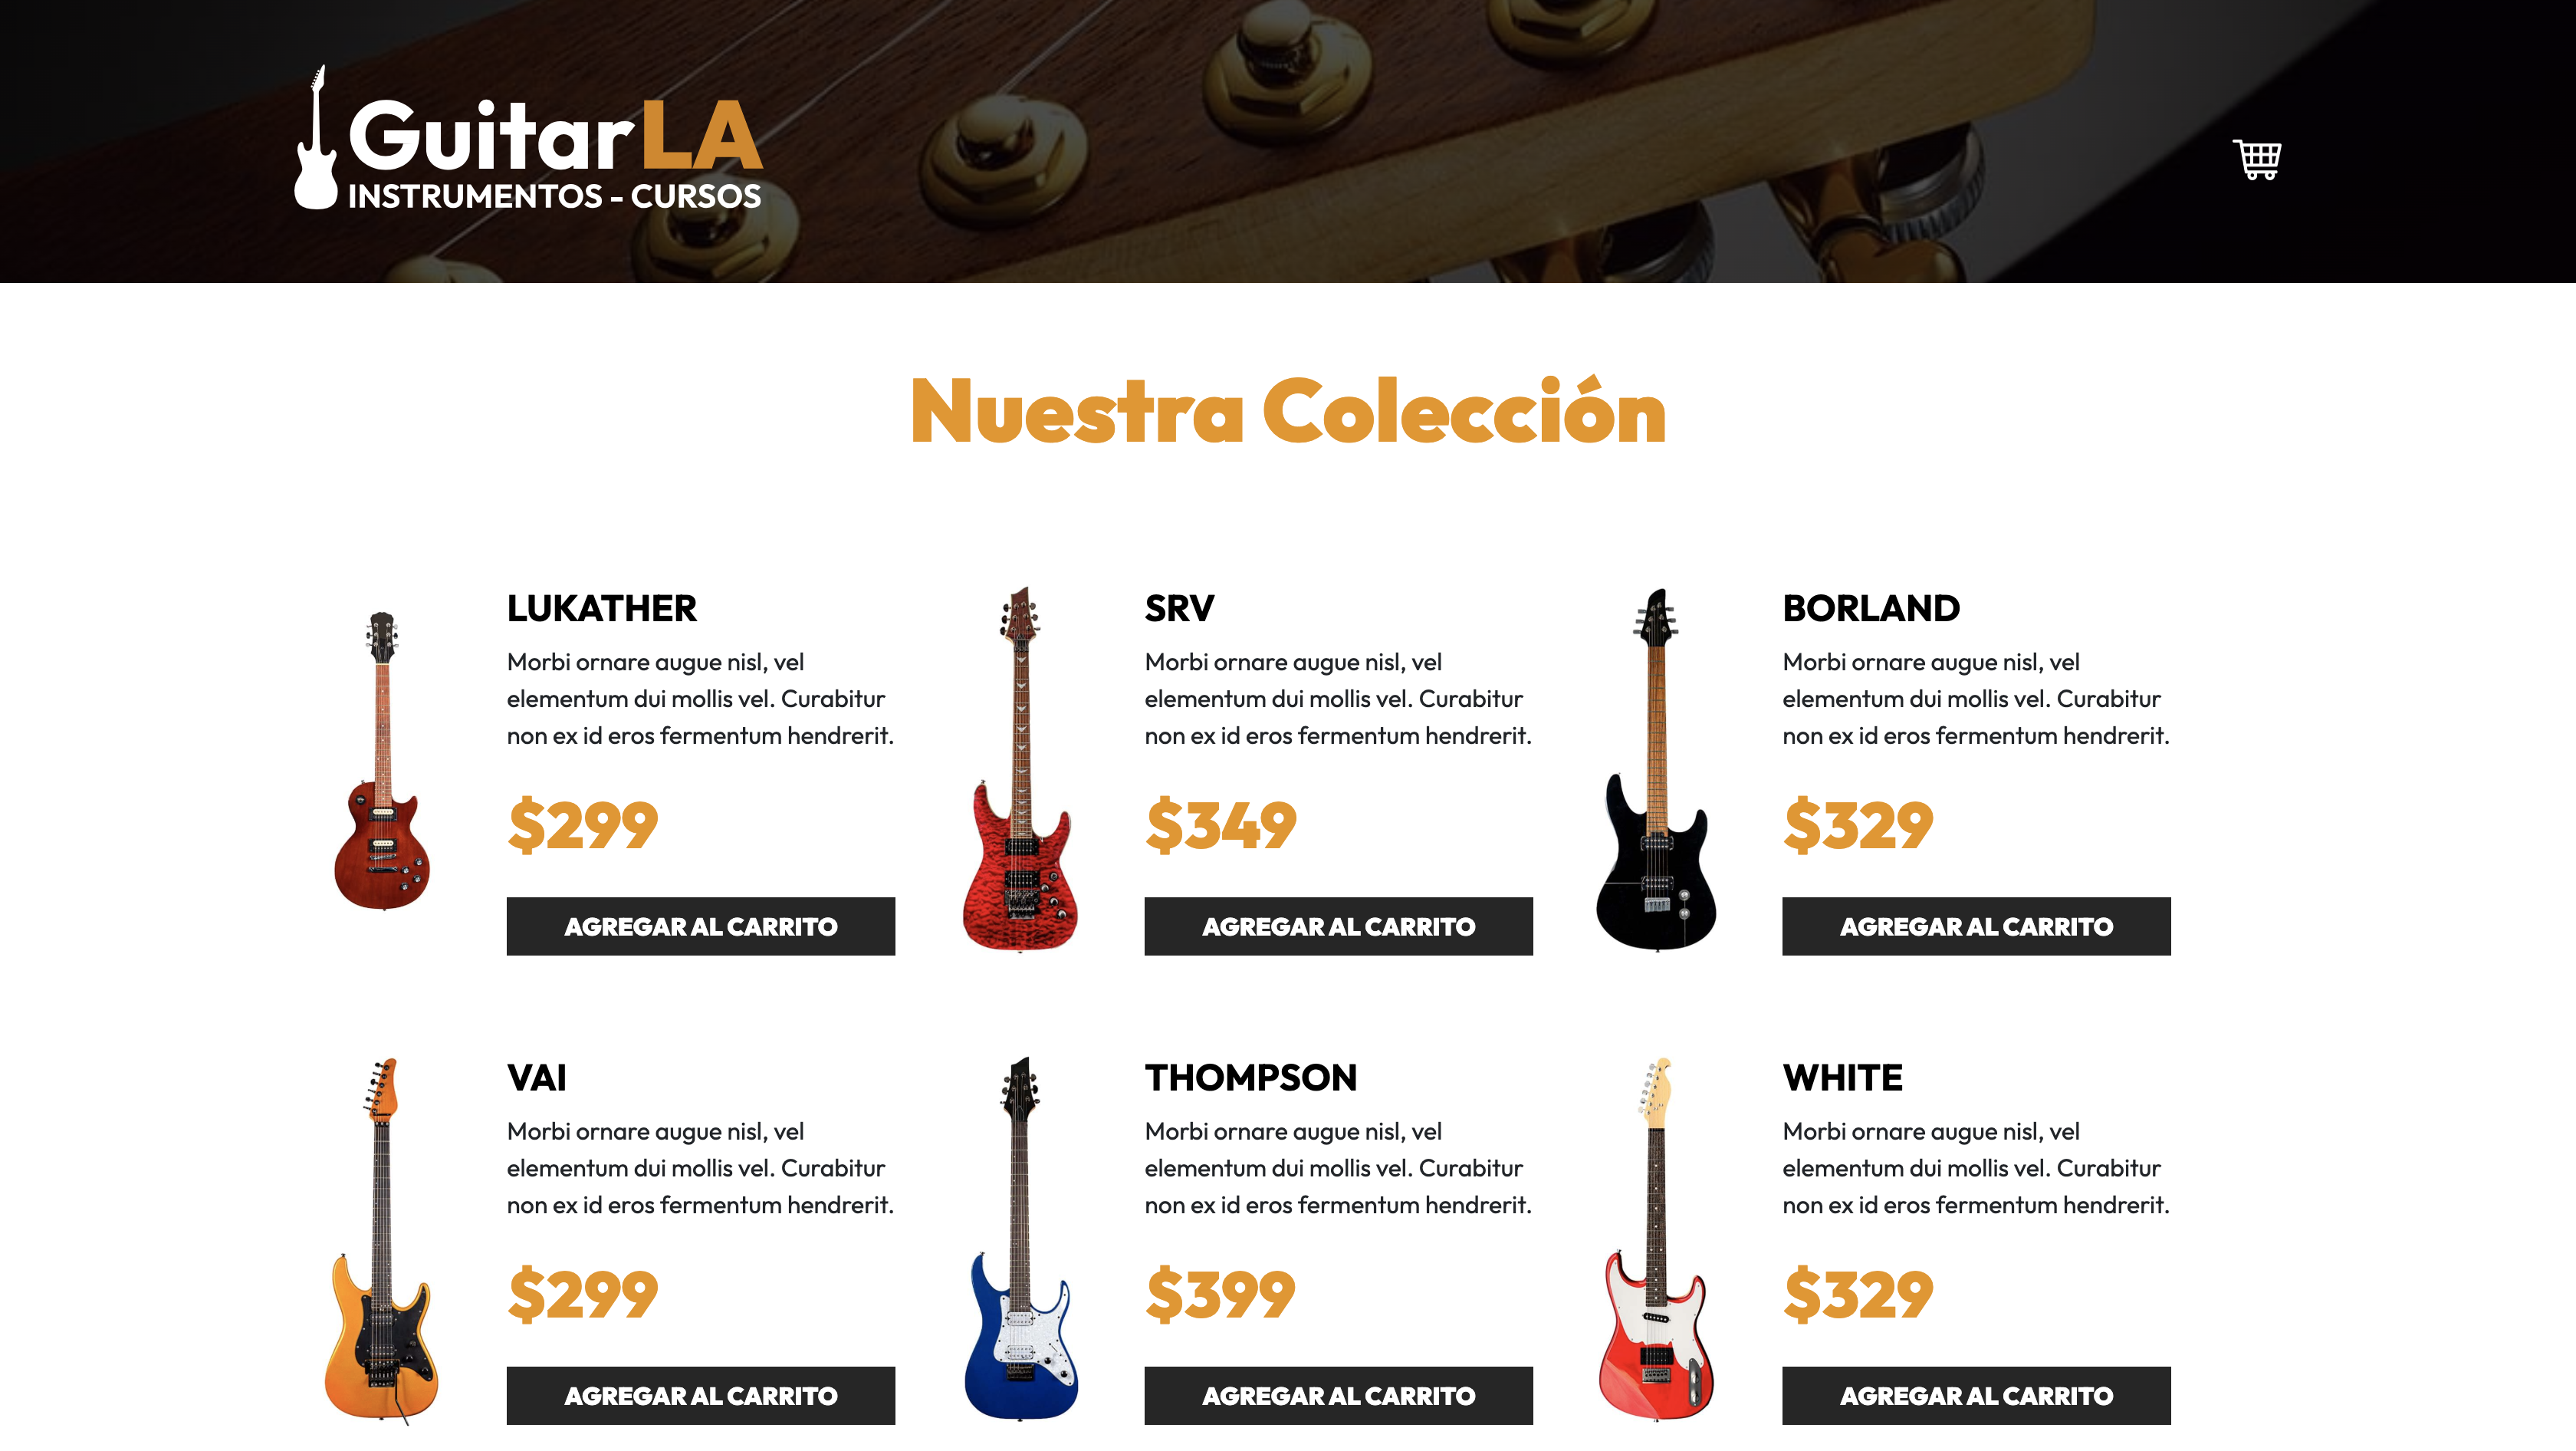 GuitarLA
INSTRUMENTOS - CURSOS
Nuestra Colección
LUKATHER
Morbi ornare augue nisl, vel
elementum dui mollis vel. Curabitur
non ex id eros fermentum hendrerit.
$299
AGREGAR AL CARRITO
SRV
Morbi ornare augue nisl, vel
elementum dui mollis vel. Curabitur
non ex id eros fermentum hendrerit.
$349
AGREGAR AL CARRITO
BORLAND
Morbi ornare augue nisl, vel
elementum dui mollis vel. Curabitur
non ex id eros fermentum hendrerit.
$329
AGREGAR AL CARRITO
VAI
Morbi ornare augue nisl, vel
elementum dui mollis vel. Curabitur
non ex id eros fermentum hendrerit.
$299
AGREGAR AL CARRITO
THOMPSON
Morbi ornare augue nisl, vel
elementum dui mollis vel. Curabitur
non ex id eros fermentum hendrerit.
$399
AGREGAR AL CARRITO
WHITE
Morbi ornare augue nisl, vel
elementum dui mollis vel. Curabitur
non ex id eros fermentum hendrerit.
$329
AGREGAR AL CARRITO